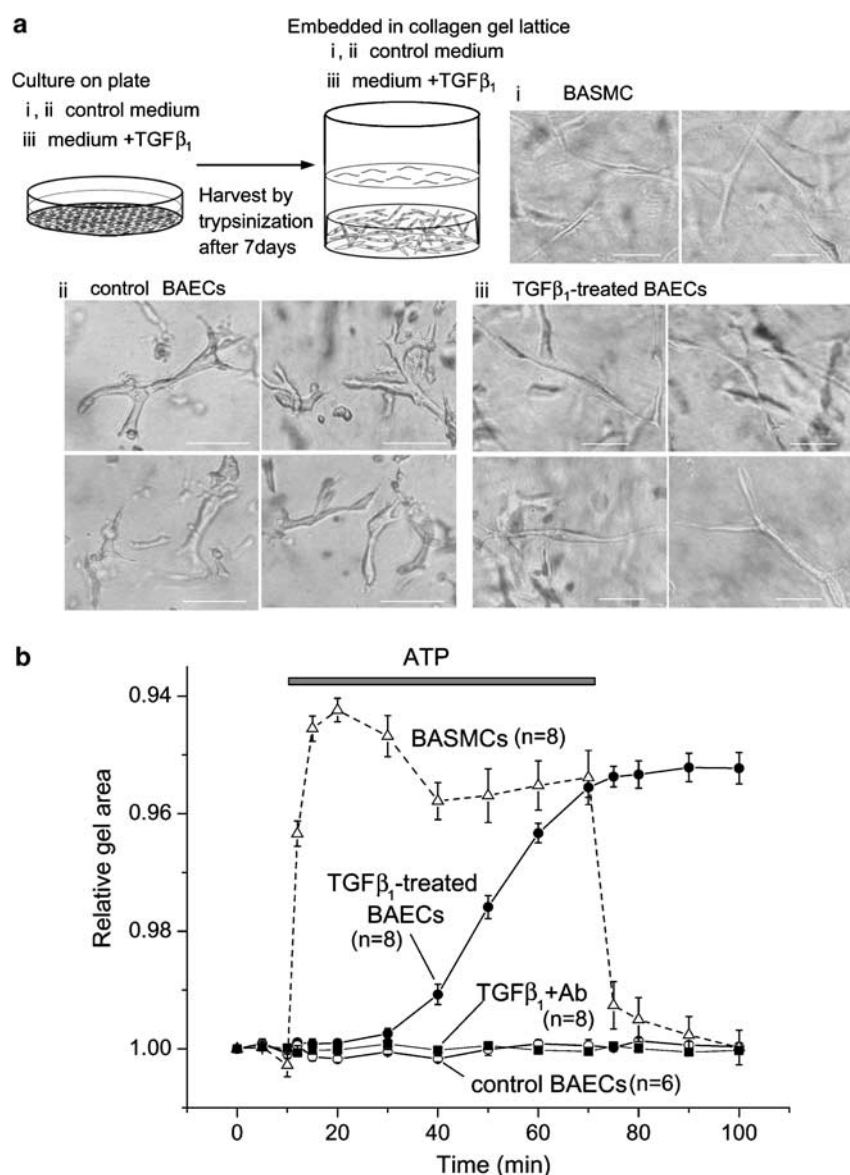 a
Embedded in collagen gel lattice
i, ii control medium
iii medium +TGFβ1
Culture on plate
i, ii control medium
iii medium +TGFβ1
Harvest by
trypsinization
after 7days
i BASMC
ii control BAECs
iii TGFβ1-treated BAECs
b
ATP
BASMCs (n=8)
TGFβ1-treated
BAECs
(n=8)
TGFβ1+Ab
(n=8)
control BAECs (n=6)
Relative gel area
0.94
0.96
0.98
1.00
0 20 40 60 80 100
Time (min)